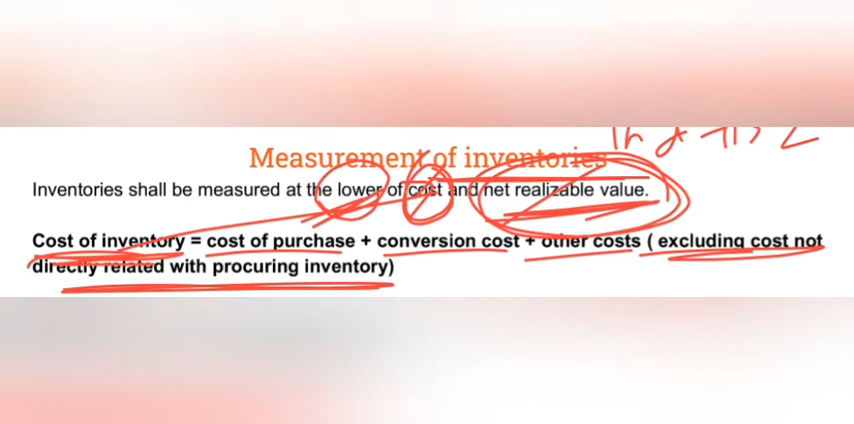 Measurement of inventories
Inventories shall be measured at the lower of cost and net realizable value.
Cost of inventory = cost of purchase + conversion cost + other costs ( excluding cost not
directly related with procuring inventory)